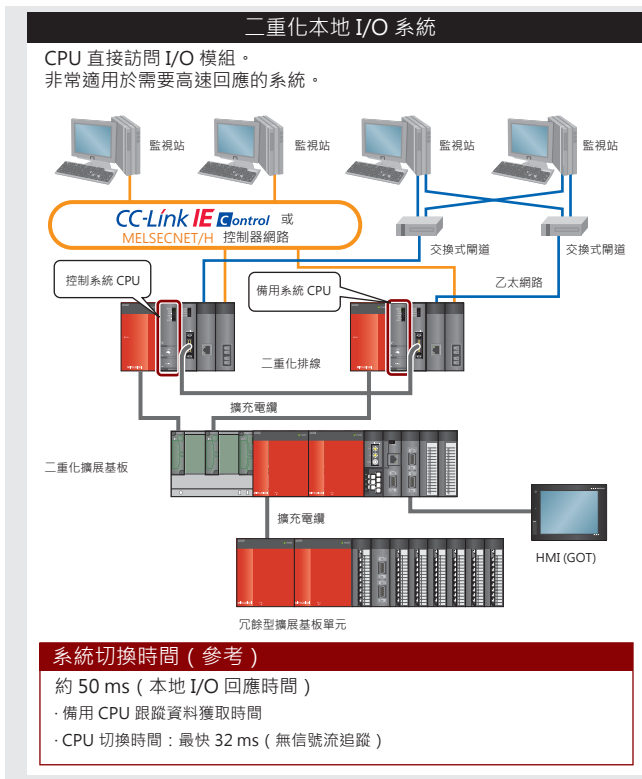 二重化本地 I/O 系統
CPU 直接訪問 I/O 模組。
非常適用於需要高速回應的系統。
監視站
監視站
監視站
監視站
CC-Link IE Control 或
MELSECNET/H 控制器網路
交換式閘道
交換式閘道
控制系統 CPU
備用系統 CPU
乙太網路
二重化排線
擴充電纜
二重化擴展基板
擴充電纜
HMI (GOT)
冗餘型擴展基板單元
系統切換時間（參考）
約 50 ms（本地 I/O 回應時間）
· 備用 CPU 跟蹤資料獲取時間
· CPU 切換時間：最快 32 ms（無信號流追蹤）